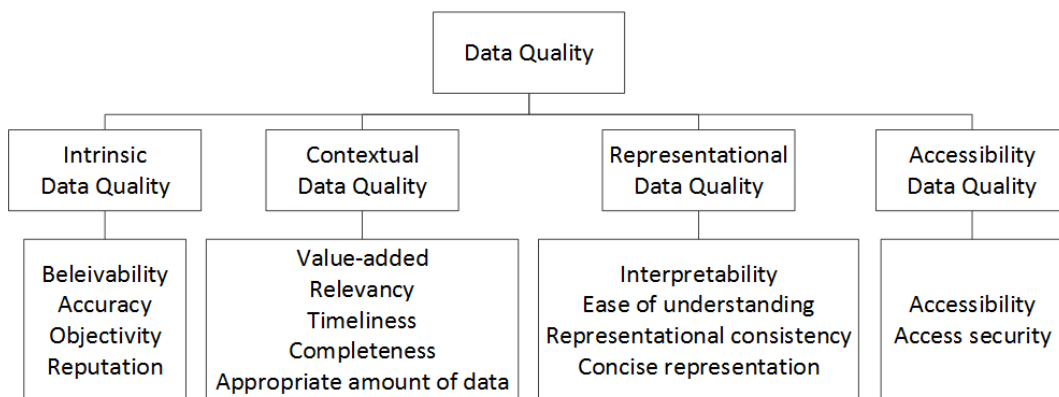 Data Quality
Intrinsic
Data Quality
Contextual
Data Quality
Representational
Data Quality
Accessibility
Data Quality
Beleivability
Accuracy
Objectivity
Reputation
Value-added
Relevancy
Timeliness
Completeness
Appropriate amount of data
Interpretability
Ease of understanding
Representational consistency
Concise representation
Accessibility
Access security